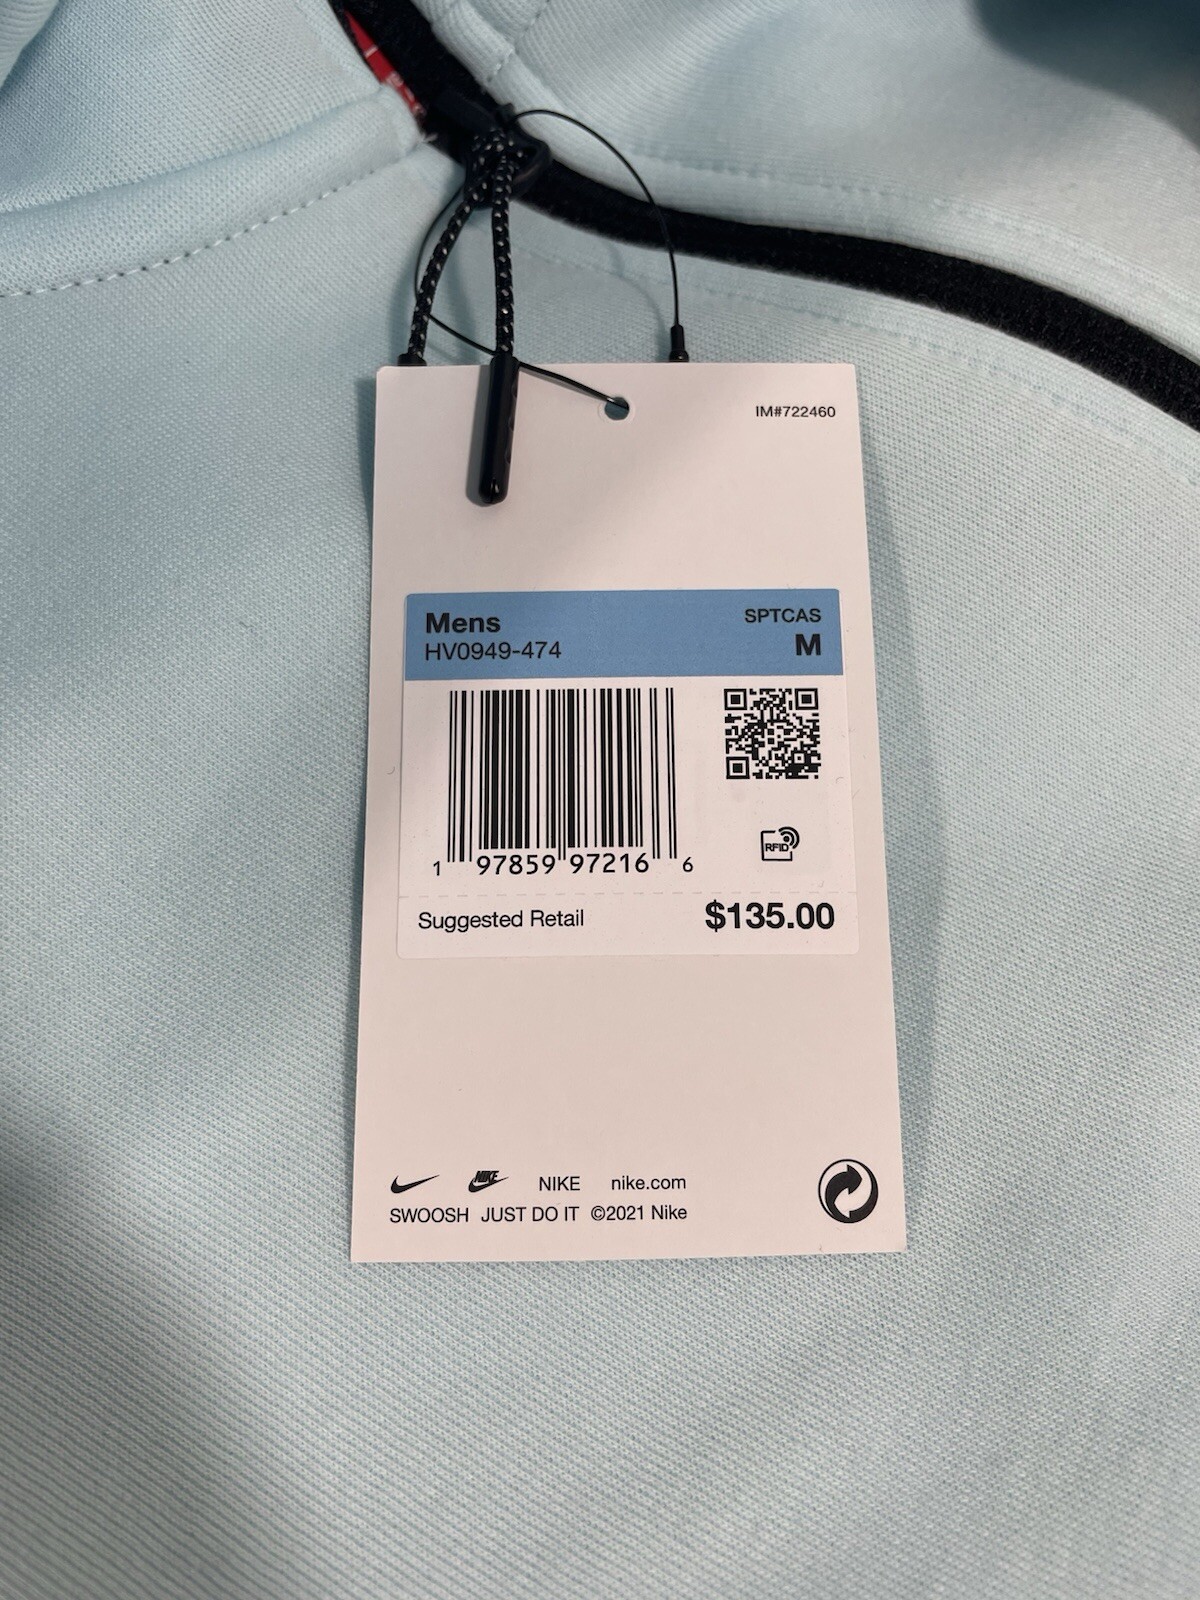 IM#722460
Mens
SPTCAS
HV0949-474
M
1 97859 97216 6
RFID
Suggested Retail
$135.00
NIKE NIKE nike.com
SWOOSH JUST DO IT ©2021 Nike